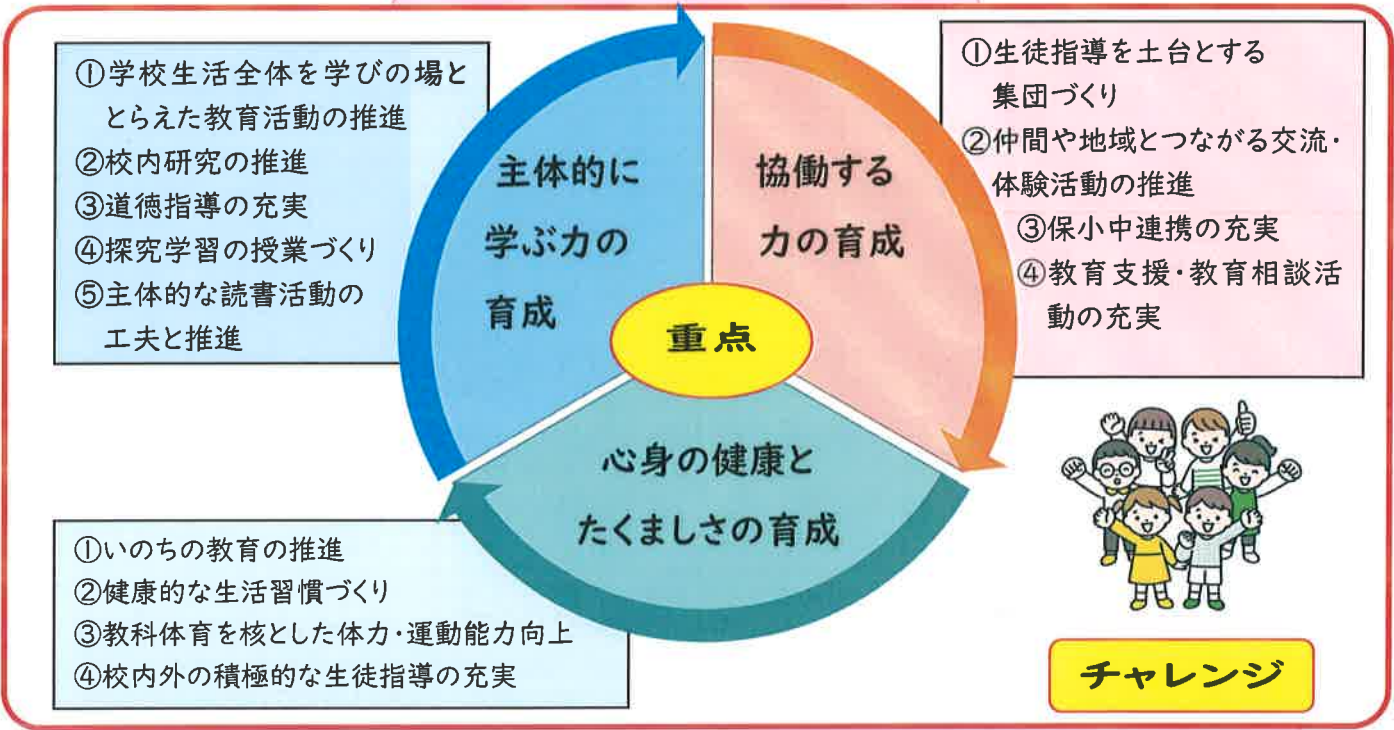 ①学校生活全体を学びの場と
とらえた教育活動の推進
②校内研究の推進
③道徳指導の充実
④探究学習の授業づくり
⑤主体的な読書活動の
工夫と推進
主体的に
学ぶ力の
育成
協働する
力の育成
①生徒指導を土台とする
集団づくり
②仲間や地域とつながる交流・
体験活動の推進
③保小中連携の充実
④教育支援・教育相談活
動の充実
重点
心身の健康と
たくましさの育成
①いのちの教育の推進
②健康的な生活習慣づくり
③教科体育を核とした体力・運動能力向上
④校内外の積極的な生徒指導の充実
チャレンジ